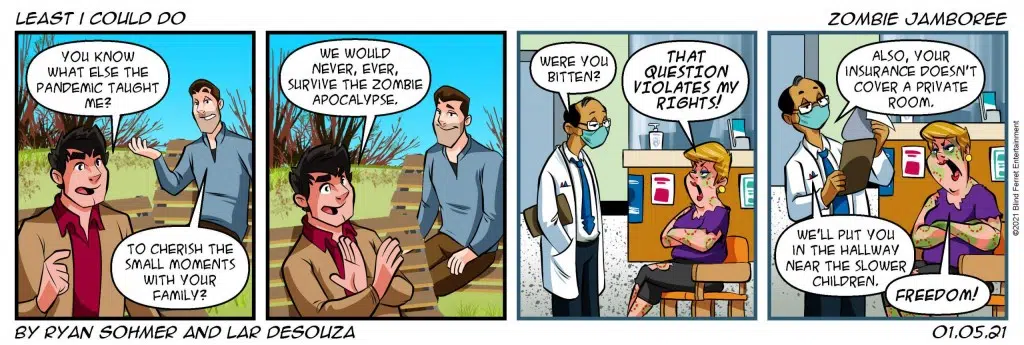 LEAST I COULD DO
ZOMBIE JAMBOREE
YOU KNOW
WHAT ELSE THE
PANDEMIC TAUGHT
ME?
TO CHERISH THE
SMALL MOMENTS
WITH YOUR
FAMILY?
WE WOULD
NEVER, EVER,
SURVIVE THE ZOMBIE
APOCALYPSE.
WERE YOU
BITTEN?
THAT
QUESTION
VIOLATES MY
RIGHTS!
ALSO, YOUR
INSURANCE DOESN'T
COVER A PRIVATE
ROOM.
WE'LL PUT YOU
IN THE HALLWAY
NEAR THE SLOWER
CHILDREN.
FREEDOM!
©2021 Blind Ferret Entertainment
BY RYAN SOHMER AND LAR DESOUZA
01.05.21